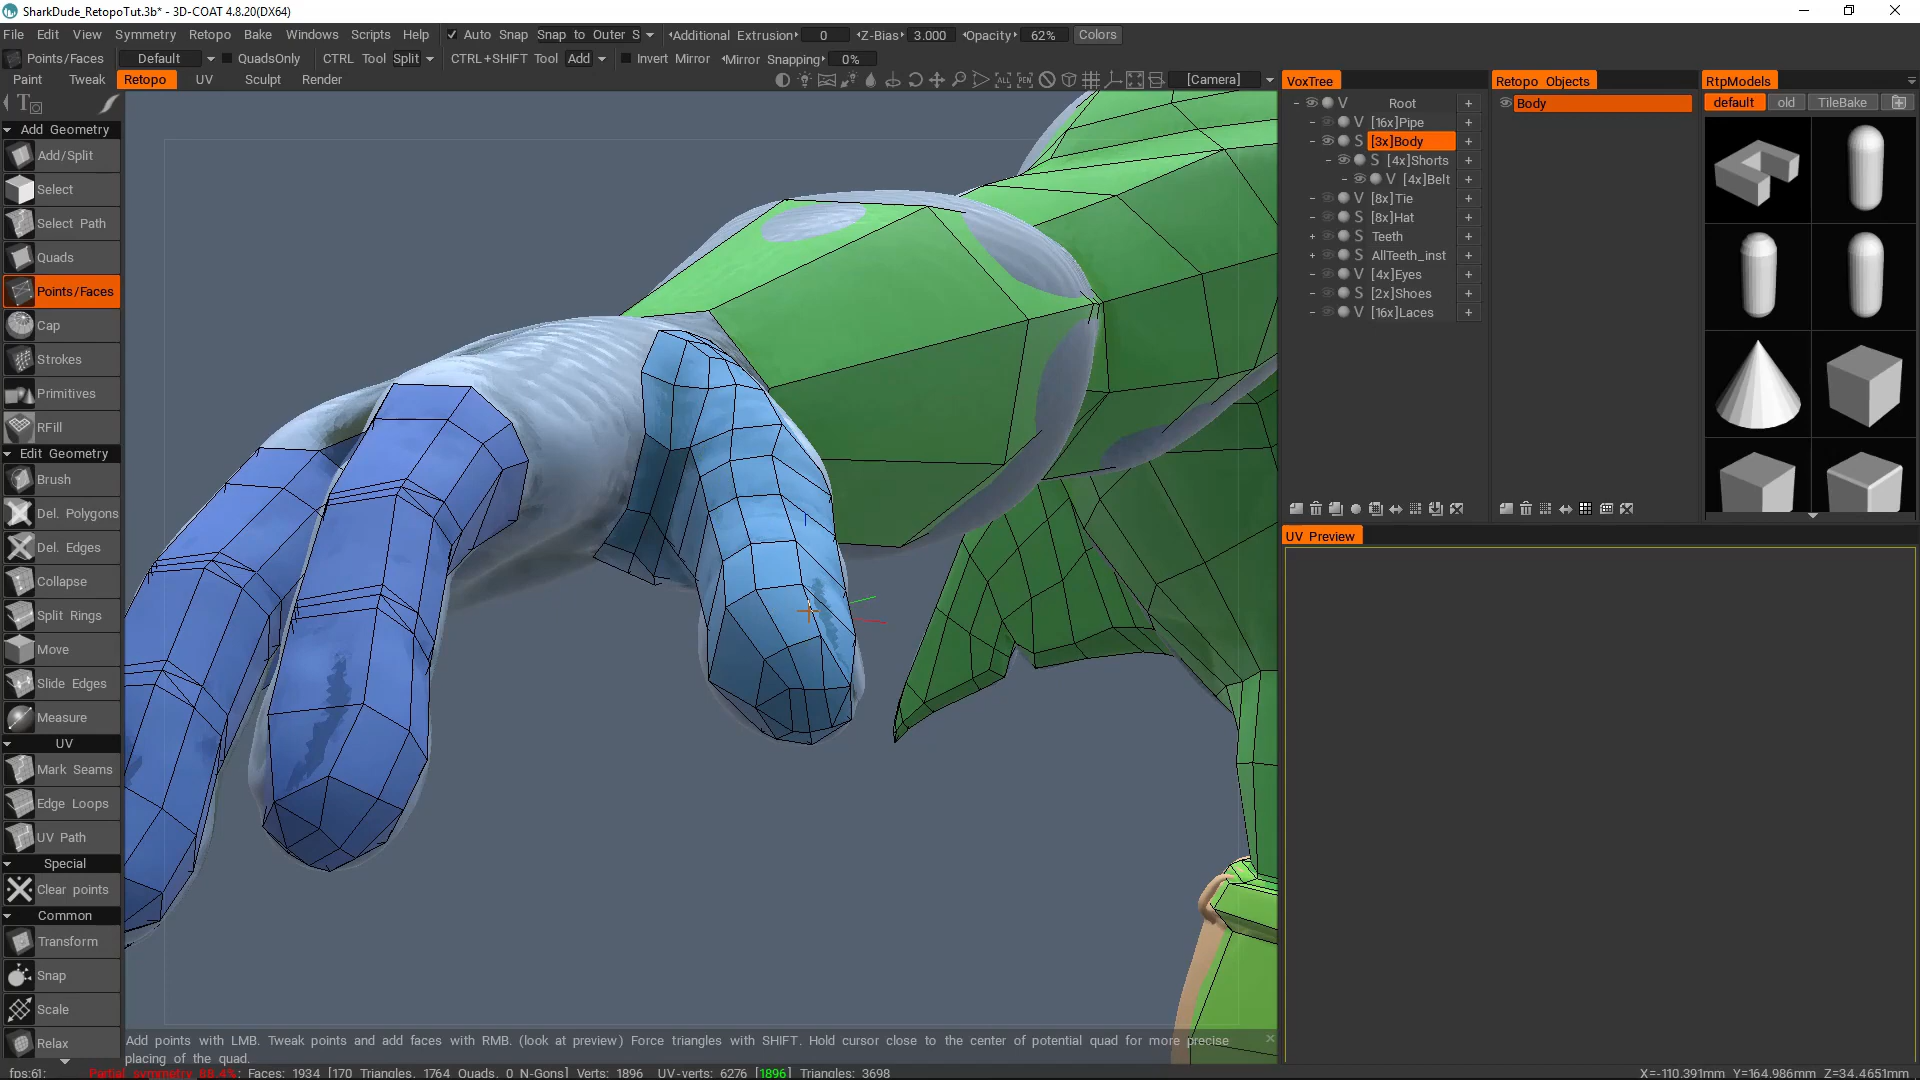 SharkDude_RetopoTut.3b* - 3D-COAT 4.8.20(DX64)
File Edit View Symmetry Retopo Bake Windows Scripts Help Auto Snap Snap to Outer S Additional Extrusion 0 Z-Bias 3.000 Opacity 62% Colors
Points/Faces Default QuadsOnly CTRL Tool Split CTRL+SHIFT Tool Add Invert Mirror Mirror Snapping 0%
Paint Tweak Retopo UV Sculpt Render [Camera]
Add Geometry
Add/Split
Select
Select Path
Quads
Points/Faces
Cap
Strokes
Primitives
RFill
Edit Geometry
Brush
Del. Polygons
Del. Edges
Collapse
Split Rings
Move
Slide Edges
Measure
UV
Mark Seams
Edge Loops
UV Path
Special
Clear points
Common
Transform
Snap
Scale
Relax
VoxTree
V Root +
V [16x]Pipe +
S [3x]Body +
S [4x]Shorts +
V [4x]Belt +
V [8x]Tie +
S [8x]Hat +
S Teeth +
S AllTeeth_inst +
V [4x]Eyes +
S [2x]Shoes +
V [16x]Laces +
Retopo Objects
Body
RtpModels
default old TileBake
UV Preview
Add points with LMB. Tweak points and add faces with RMB. (look at preview) Force triangles with SHIFT. Hold cursor close to the center of potential quad for more precise
placing of the quad.
fps:61; Partial symmetry 88.4%: Faces: 1934 [170 Triangles, 1764 Quads, 0 N-Gons] Verts: 1896 UV-verts: 6276 [1896] Triangles: 3698 X=-110.391mm Y=164.986mm Z=34.4651mm